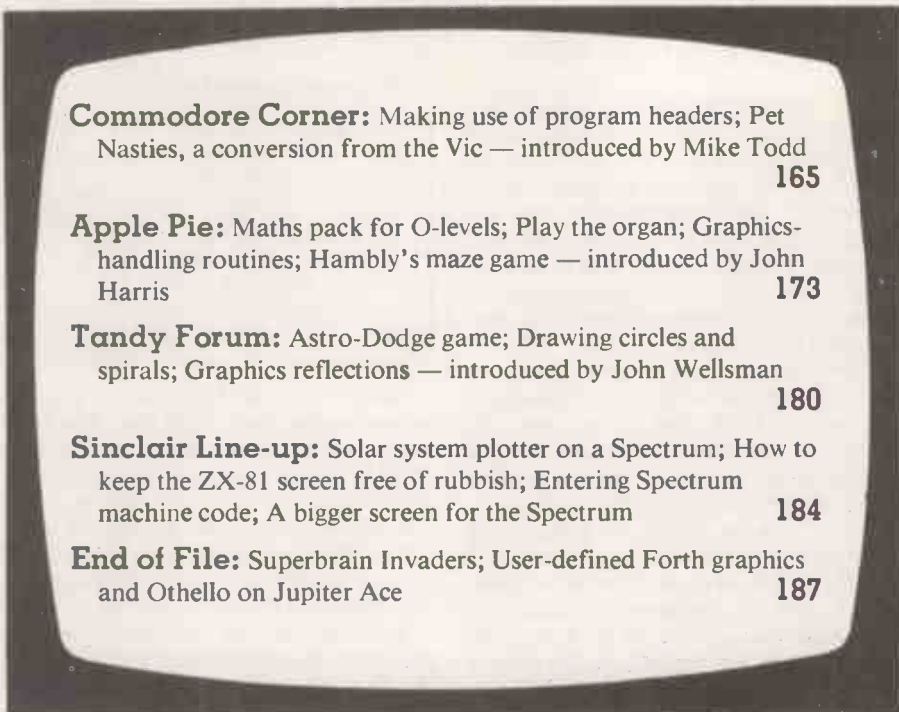 Commodore Corner: Making use of program headers; Pet
Nasties, a conversion from the Vic — introduced by Mike Todd
165
Apple Pie: Maths pack for O-levels; Play the organ; Graphics-
handling routines; Hambly's maze game — introduced by John
Harris 173
Tandy Forum: Astro-Dodge game; Drawing circles and
spirals; Graphics reflections — introduced by John Wellsman
180
Sinclair Line-up: Solar system plotter on a Spectrum; How to
keep the ZX-81 screen free of rubbish; Entering Spectrum
machine code; A bigger screen for the Spectrum 184
End of File: Superbrain Invaders; User-defined Forth graphics
and Othello on Jupiter Ace 187